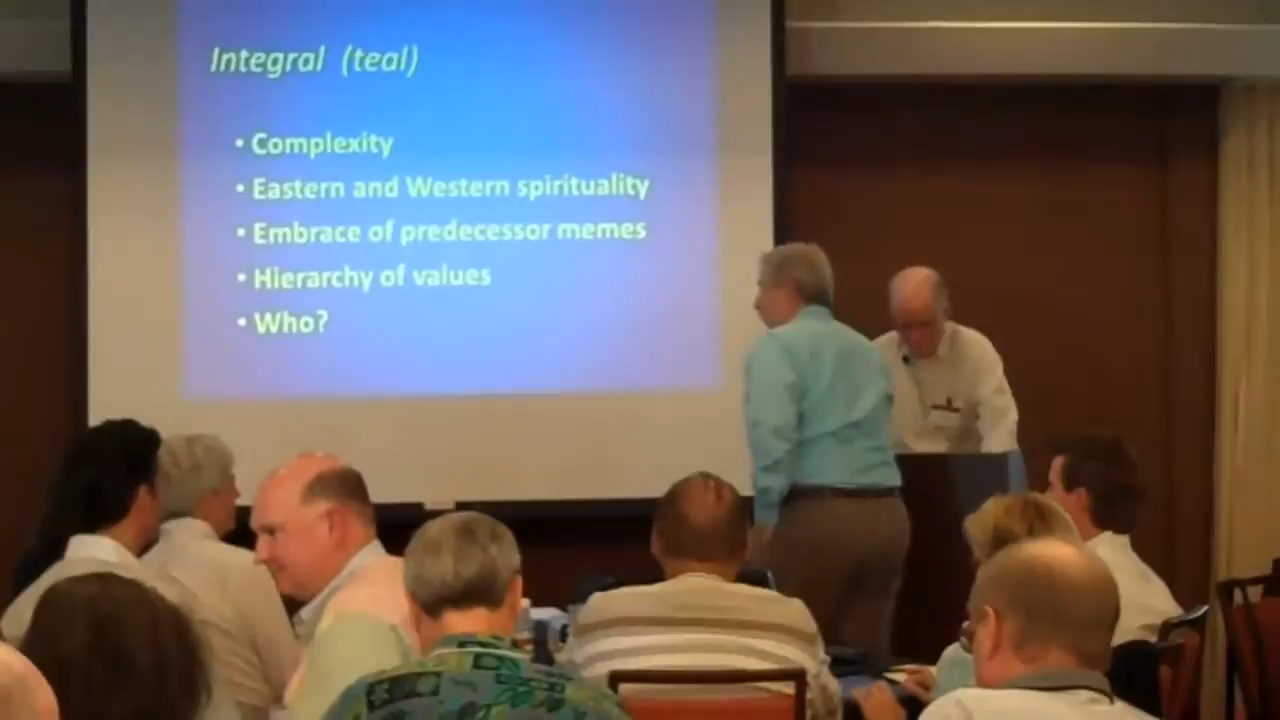 Integral (teal)
• Complexity
• Eastern and Western spirituality
• Embrace of predecessor memes
• Hierarchy of values
• Who?